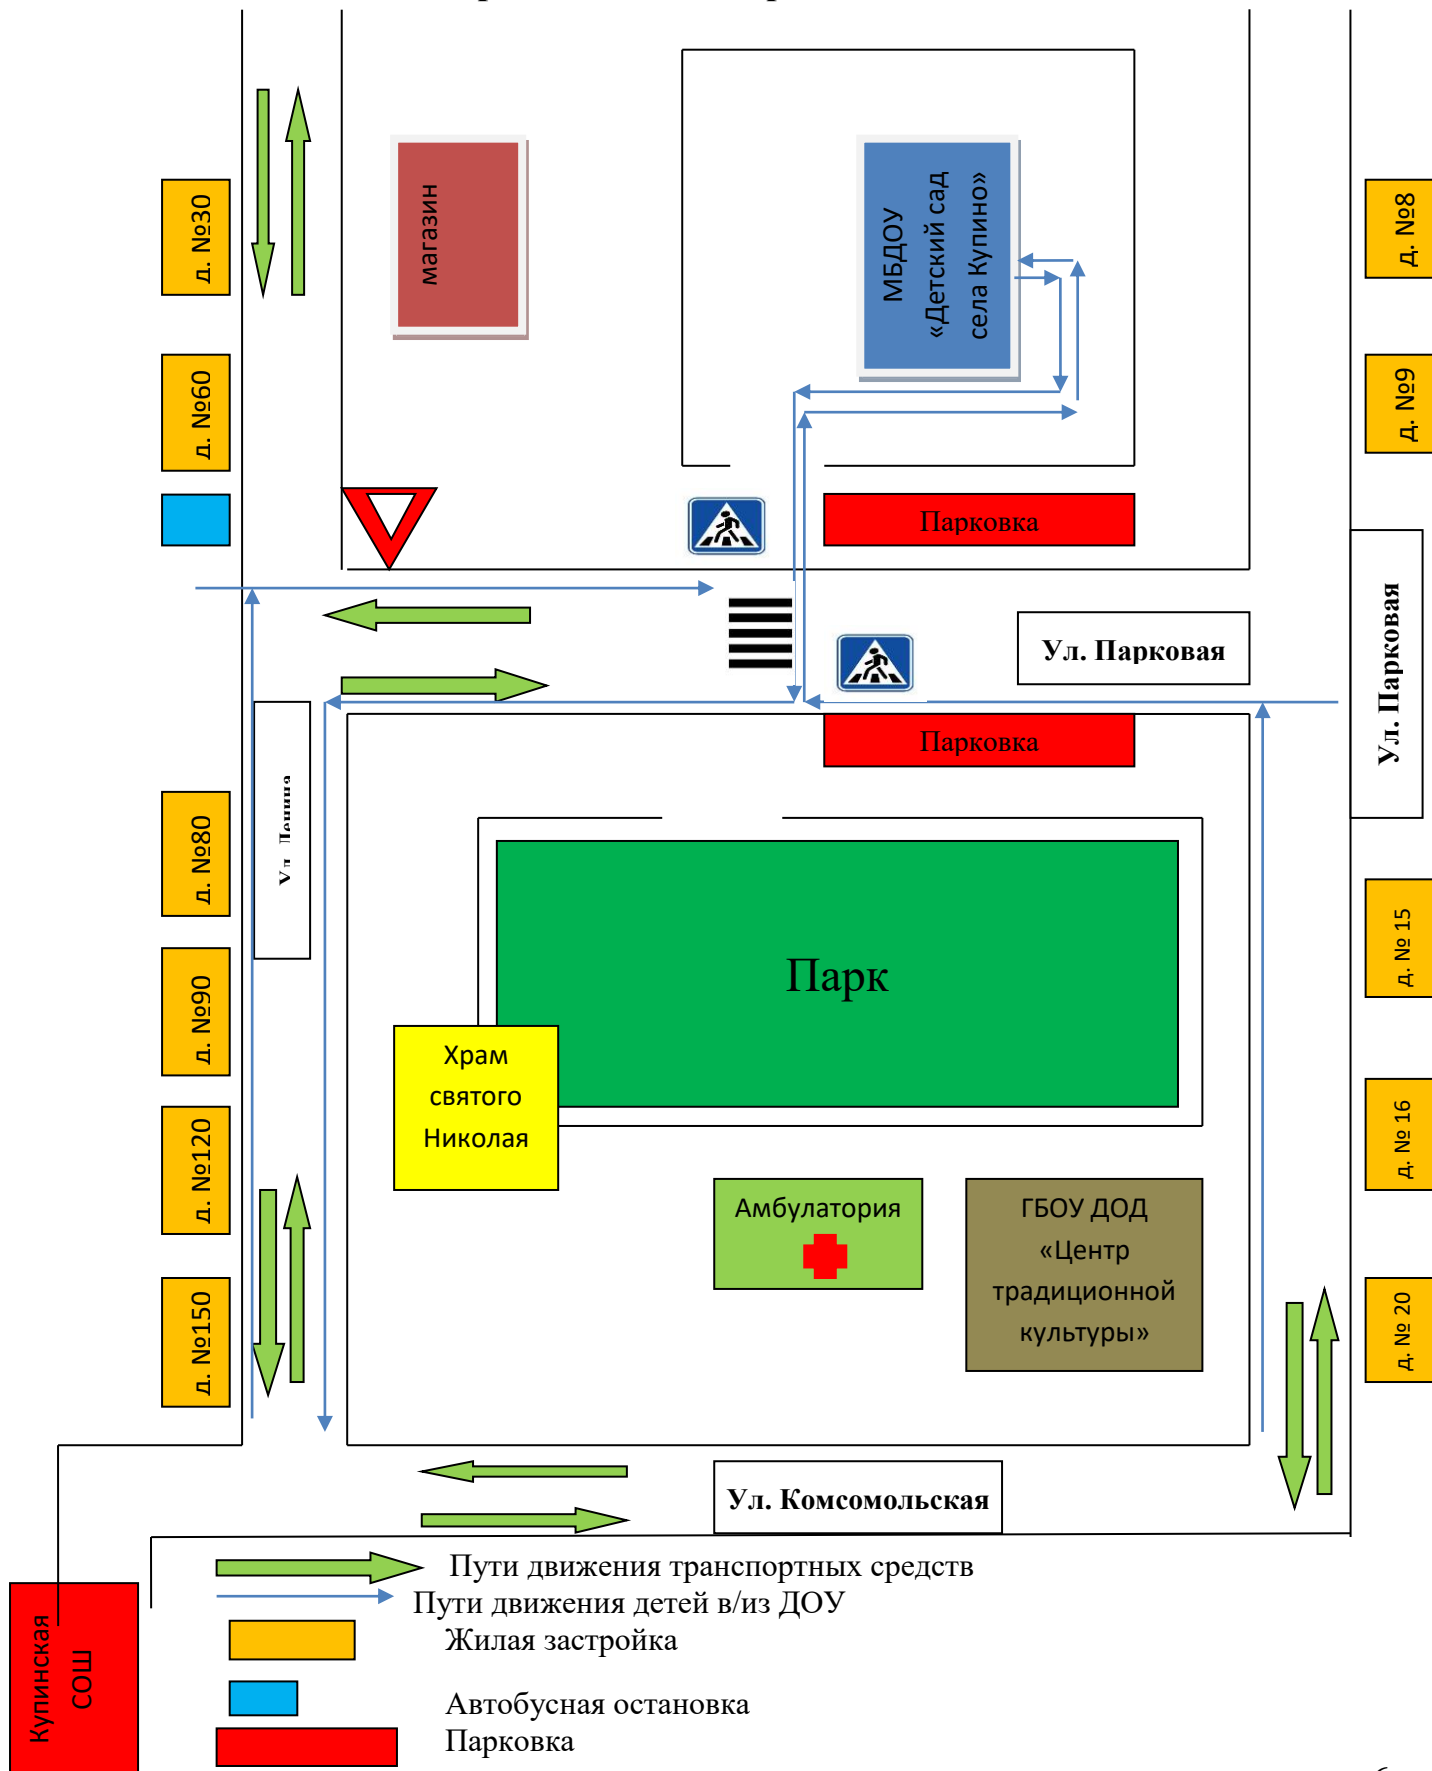 д. №30
магазин
МБДОУ
«Детский сад
села Купино»
д. №8
д. №60
д. №9
Парковка
Ул. Парковая
Ул. Парковая
Парковка
д. №80
Парк
д. № 15
д. №90
Храм
святого
Николая
д. №120
д. № 16
Амбулатория
ГБОУ ДОД
«Центр
традиционной
культуры»
д. №150
д. № 20
Ул. Комсомольская
Пути движения транспортных средств
Пути движения детей в/из ДОУ
Жилая застройка
Купинская
СОШ
Автобусная остановка
Парковка